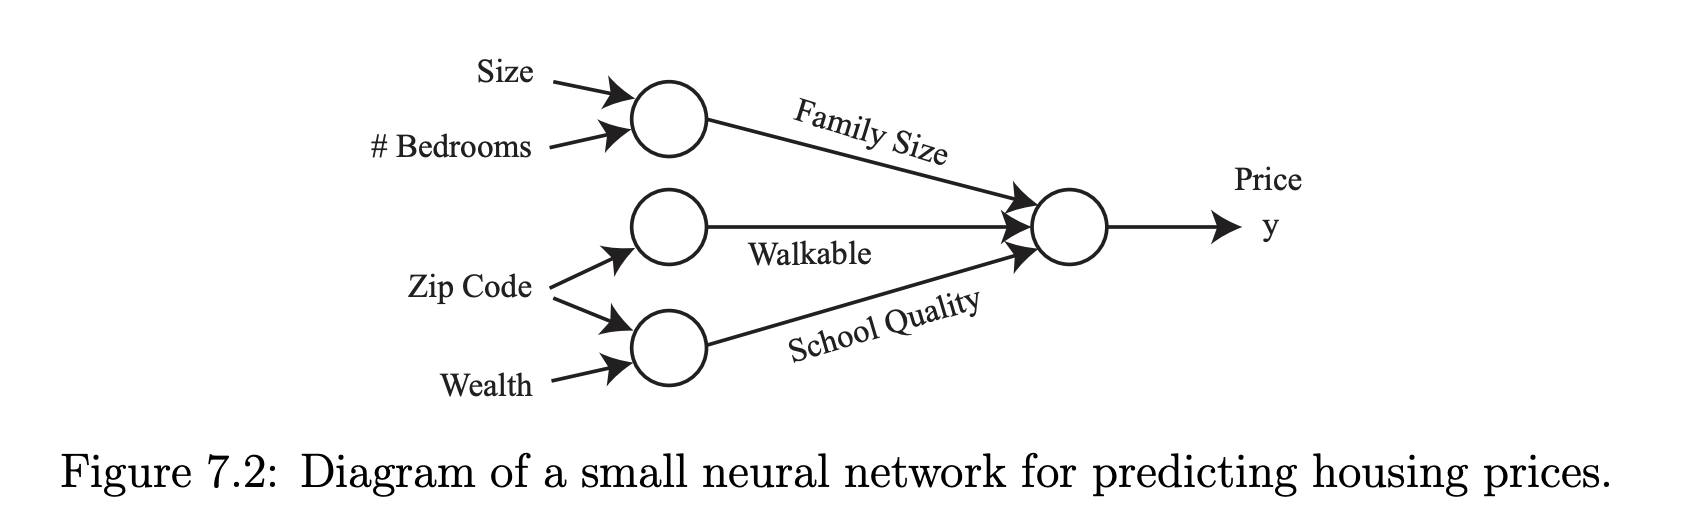 Size
# Bedrooms
Zip Code
Wealth
Family Size
Walkable
School Quality
Price
y
Figure 7.2: Diagram of a small neural network for predicting housing prices.